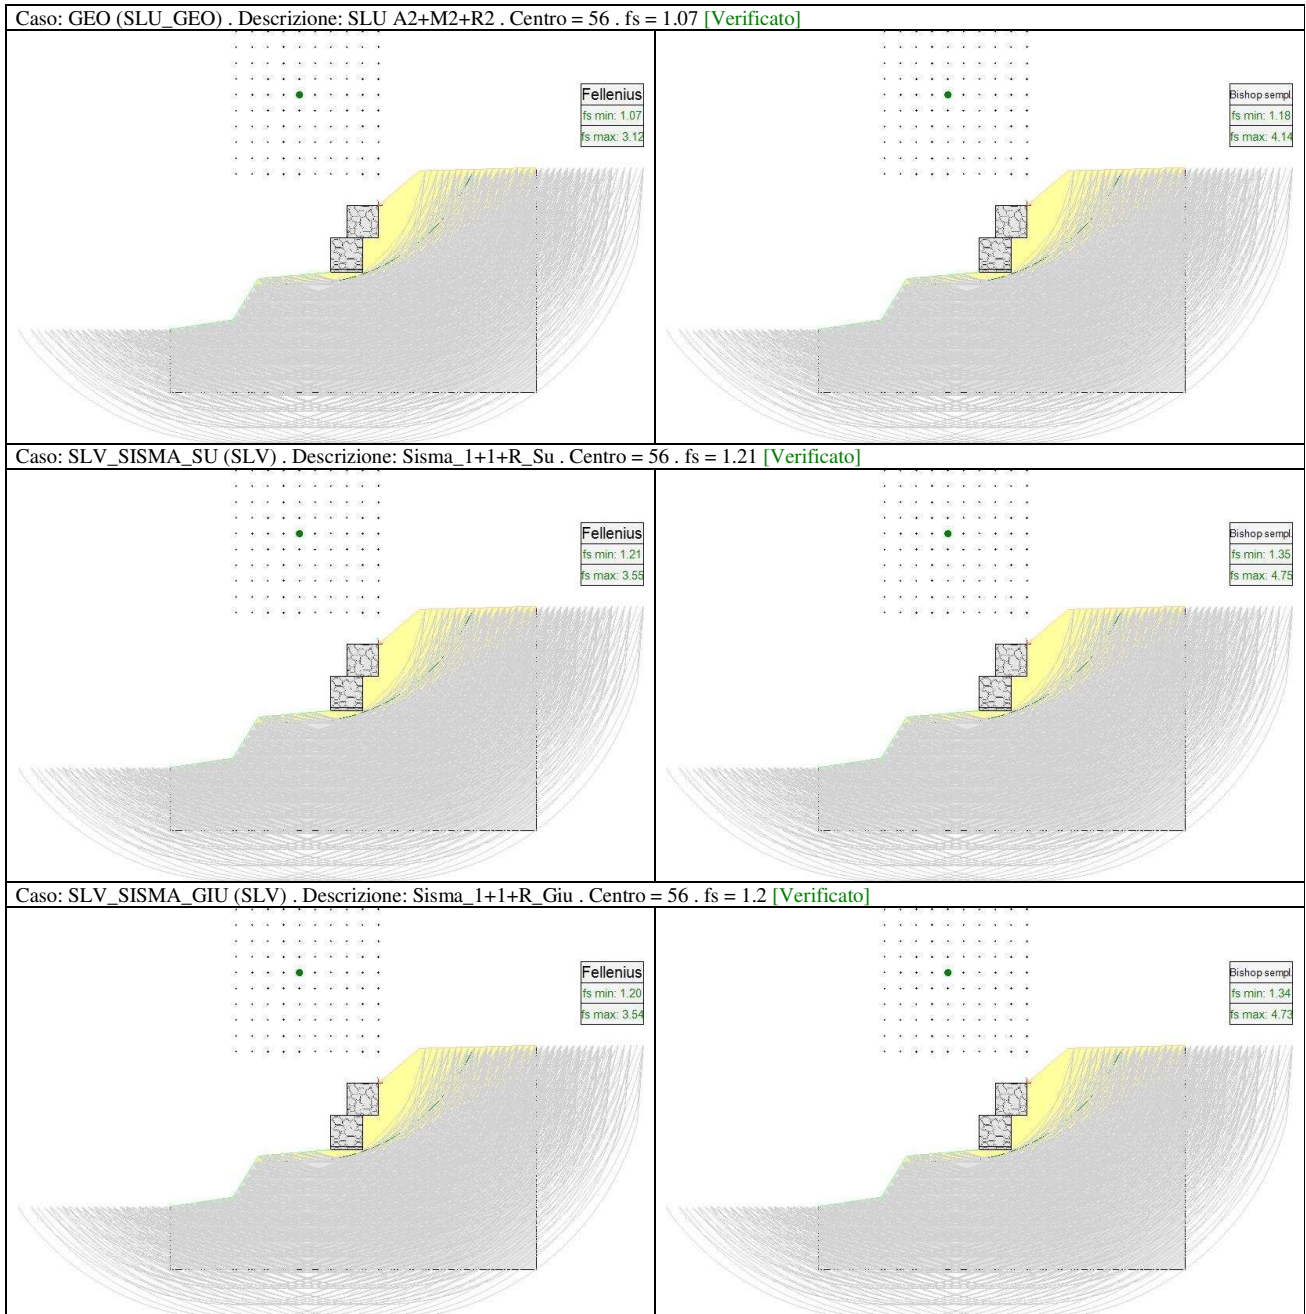 Caso: GEO (SLU_GEO) . Descrizione: SLU A2+M2+R2 . Centro = 56 . fs = 1.07 [Verificato]
Fellenius
fs min: 1.07
fs max: 3.12
Bishop sempl.
fs min: 1.18
fs max: 4.14
Caso: SLV_SISMA_SU (SLV) . Descrizione: Sisma_1+1+R_Su . Centro = 56 . fs = 1.21 [Verificato]
Fellenius
fs min: 1.21
fs max: 3.55
Bishop sempl.
fs min: 1.35
fs max: 4.75
Caso: SLV_SISMA_GIU (SLV) . Descrizione: Sisma_1+1+R_Giu . Centro = 56 . fs = 1.2 [Verificato]
Fellenius
fs min: 1.20
fs max: 3.54
Bishop sempl.
fs min: 1.34
fs max: 4.73